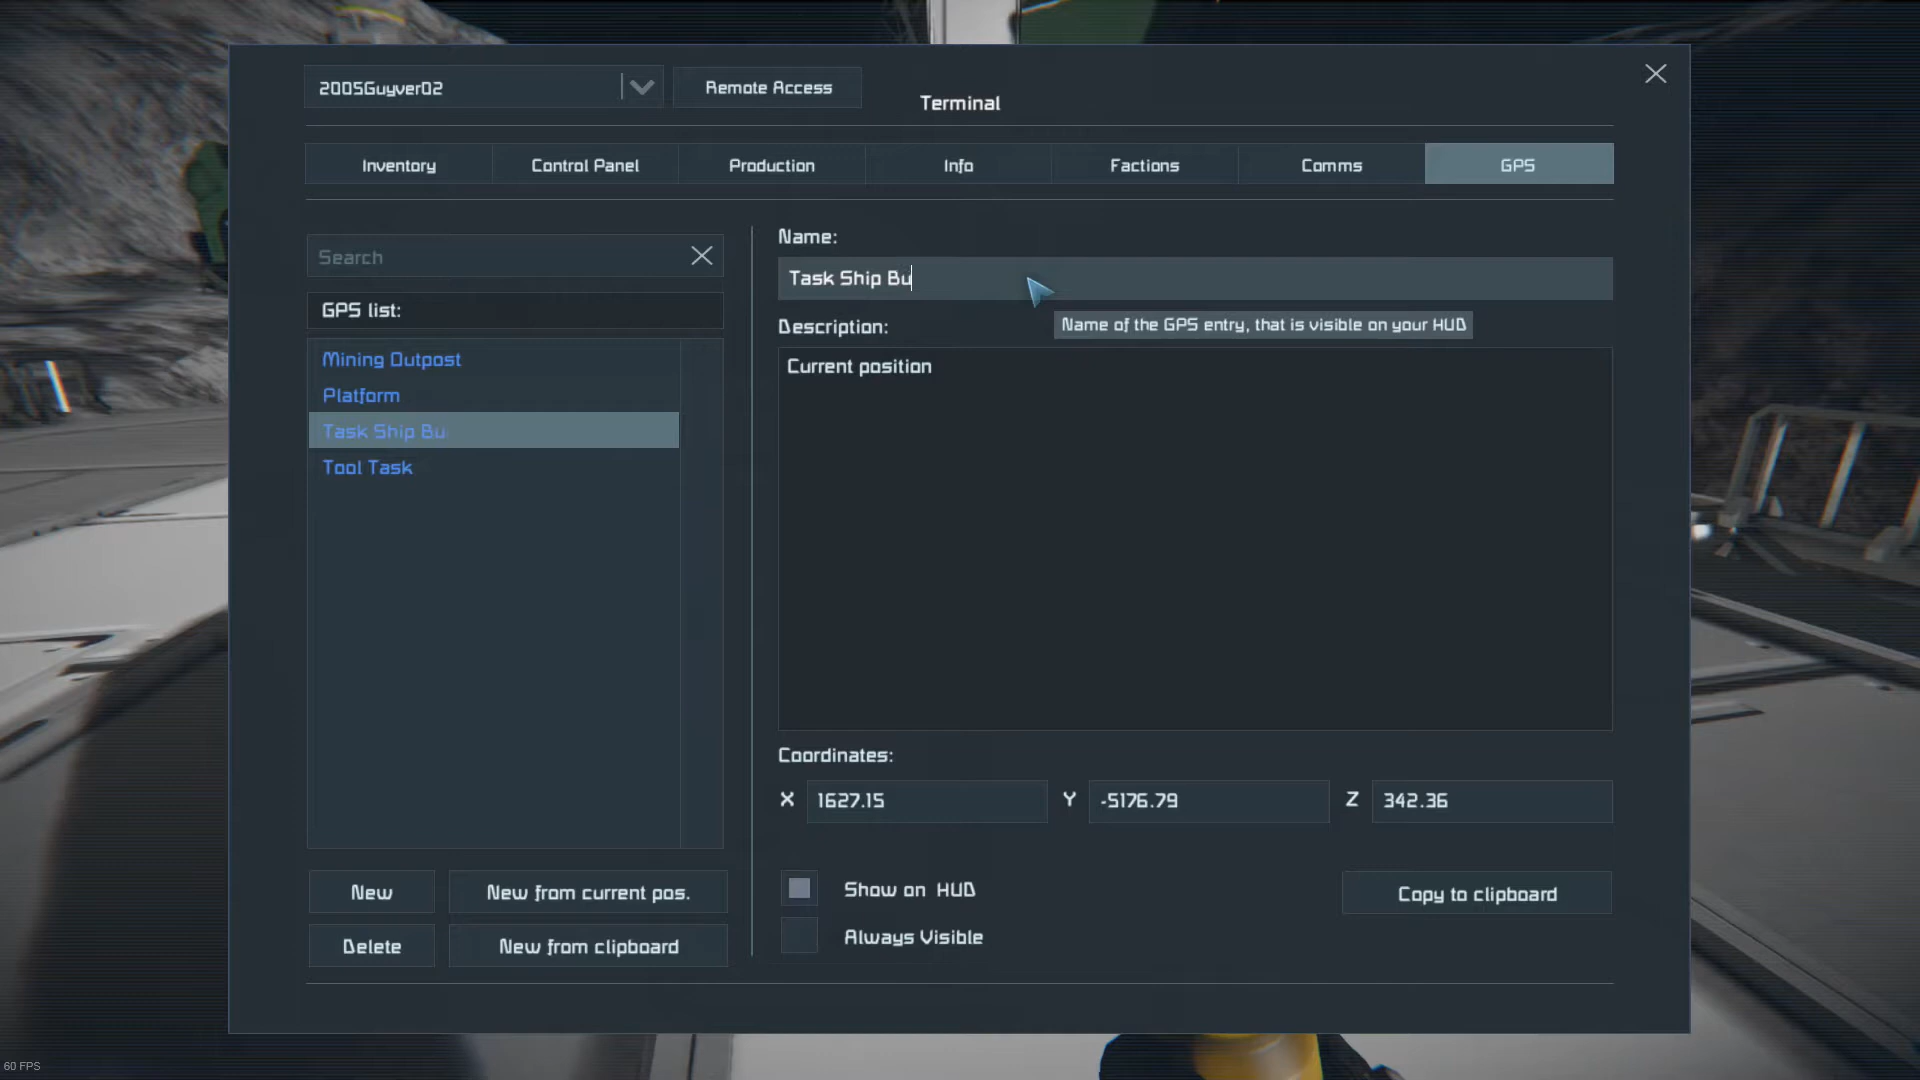 2005Guyver02
Remote Access
Terminal
Inventory
Control Panel
Production
Info
Factions
Comms
GPS
Search
GPS list:
Mining Outpost
Platform
Task Ship Bu
Tool Task
New
New from current pos.
Delete
New from clipboard
Name:
Task Ship Bu
Name of the GPS entry, that is visible on your HUD
Description:
Current position
Coordinates:
X 1627.15 Y -5176.79 Z 342.36
Show on HUD
Copy to clipboard
Always Visible
60 FPS